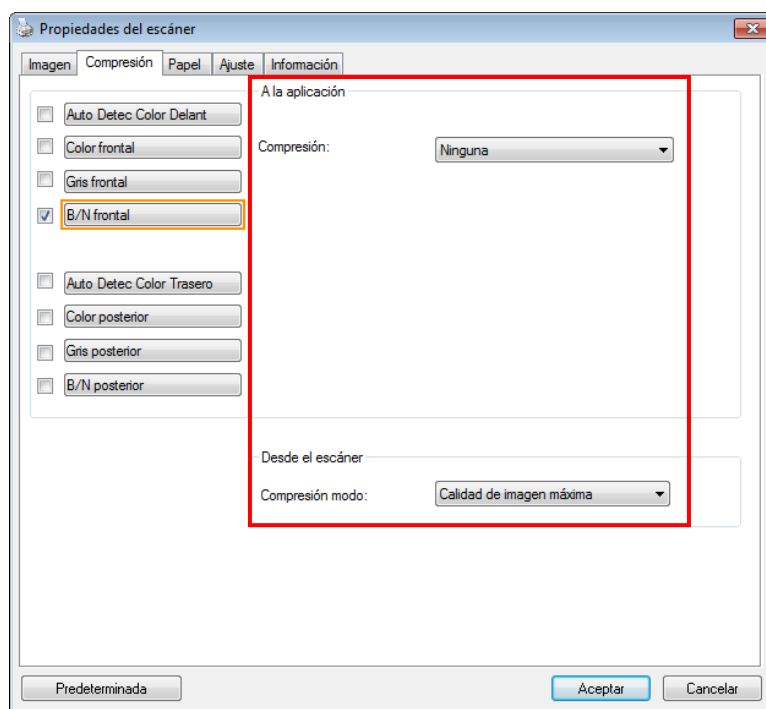 Propiedades del escáner
Imagen Compresión Papel Ajuste Información
A la aplicación
Auto Detec Color Delant
Color frontal
Compresión: Ninguna
Gris frontal
B/N frontal
Auto Detec Color Trasero
Color posterior
Gris posterior
B/N posterior
Desde el escáner
Compresión modo: Calidad de imagen máxima
Predeterminada Aceptar Cancelar